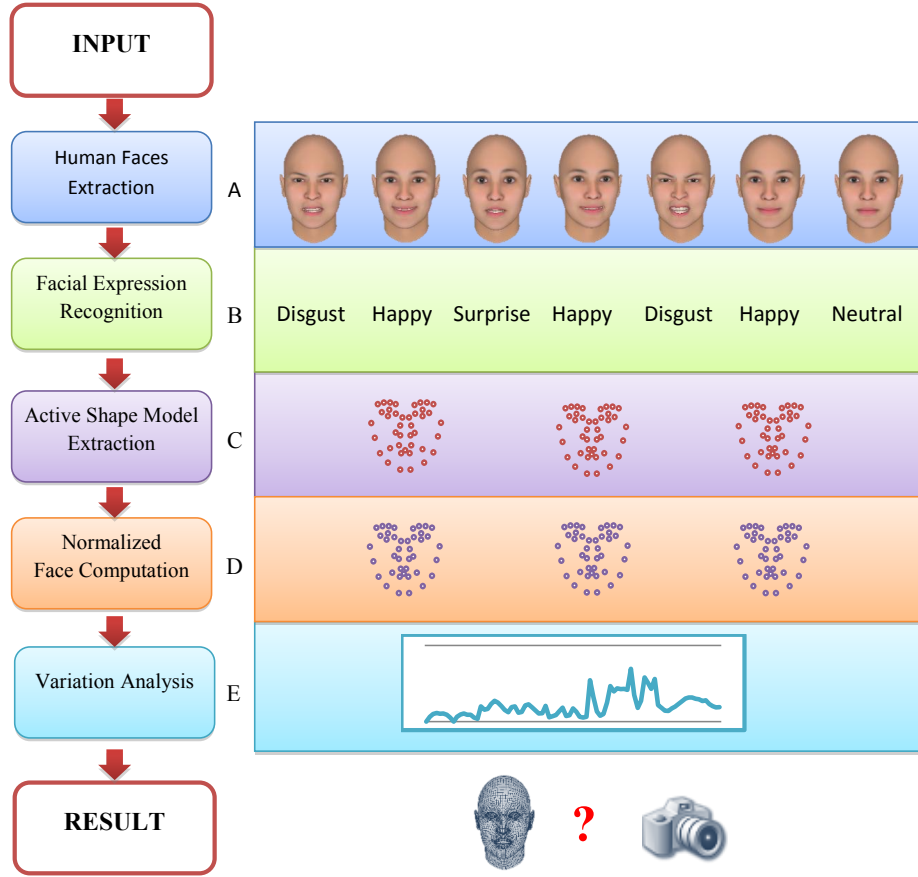 INPUT
Human Faces
Extraction
A
Facial Expression
Recognition
B
Disgust Happy Surprise Happy Disgust Happy Neutral
Active Shape Model
Extraction
C
Normalized
Face Computation
D
Variation Analysis
E
RESULT
?